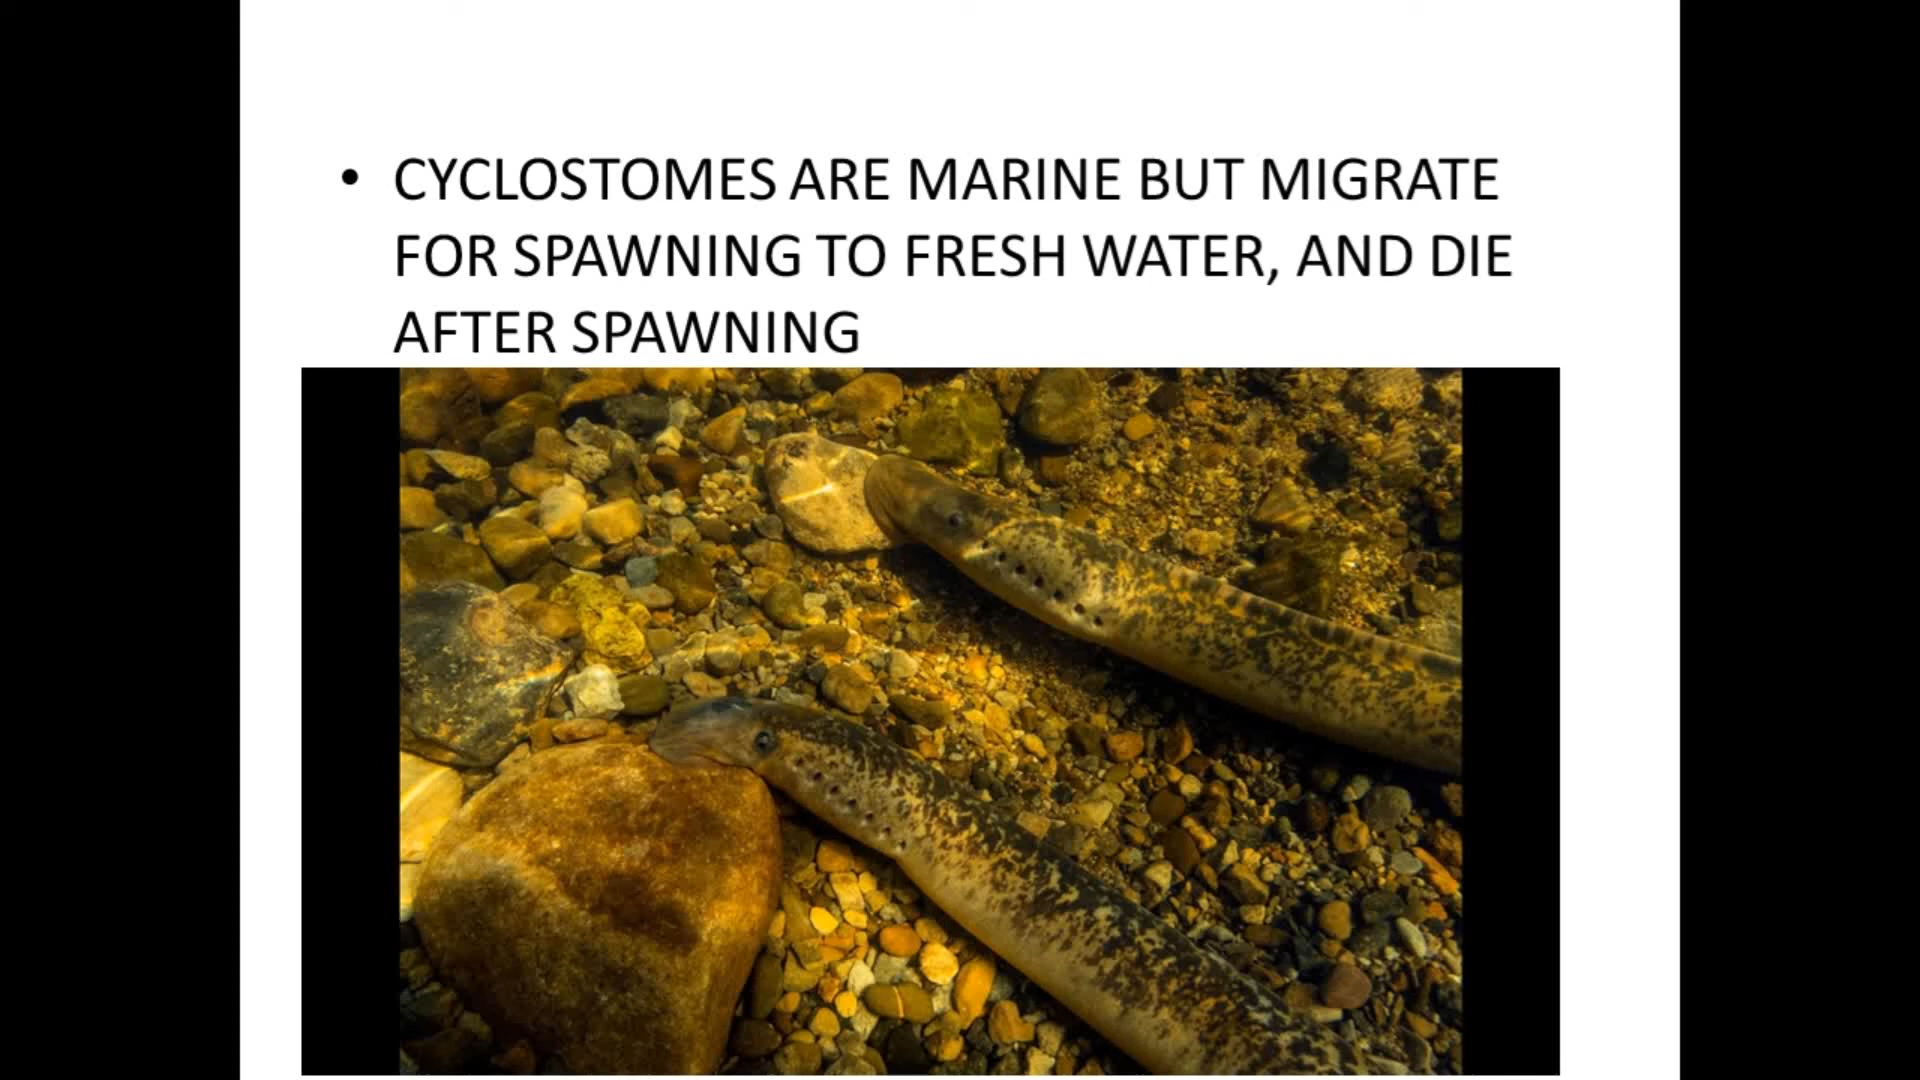 • CYCLOSTOMES ARE MARINE BUT MIGRATE
FOR SPAWNING TO FRESH WATER, AND DIE
AFTER SPAWNING